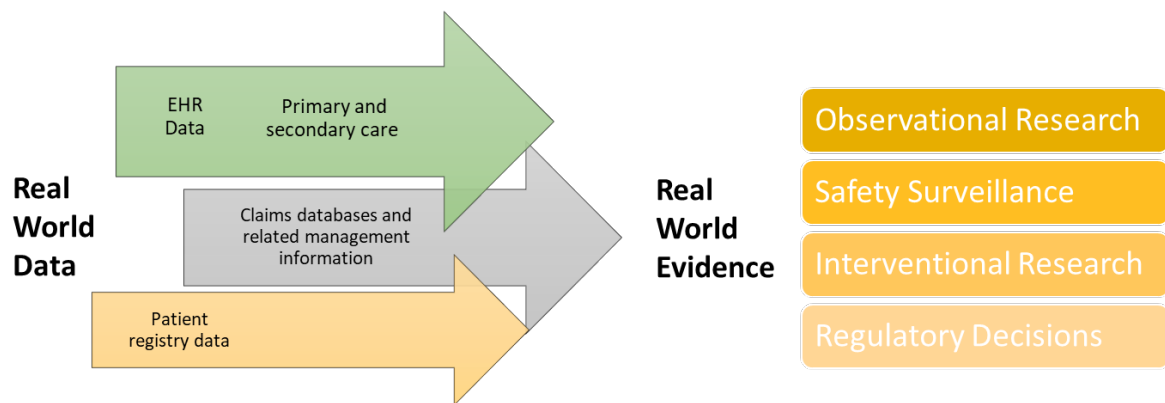 Real
World
Data
EHR
Data
Primary and
secondary care
Claims databases and
related management
information
Patient
registry data
Real
World
Evidence
Observational Research
Safety Surveillance
Interventional Research
Regulatory Decisions